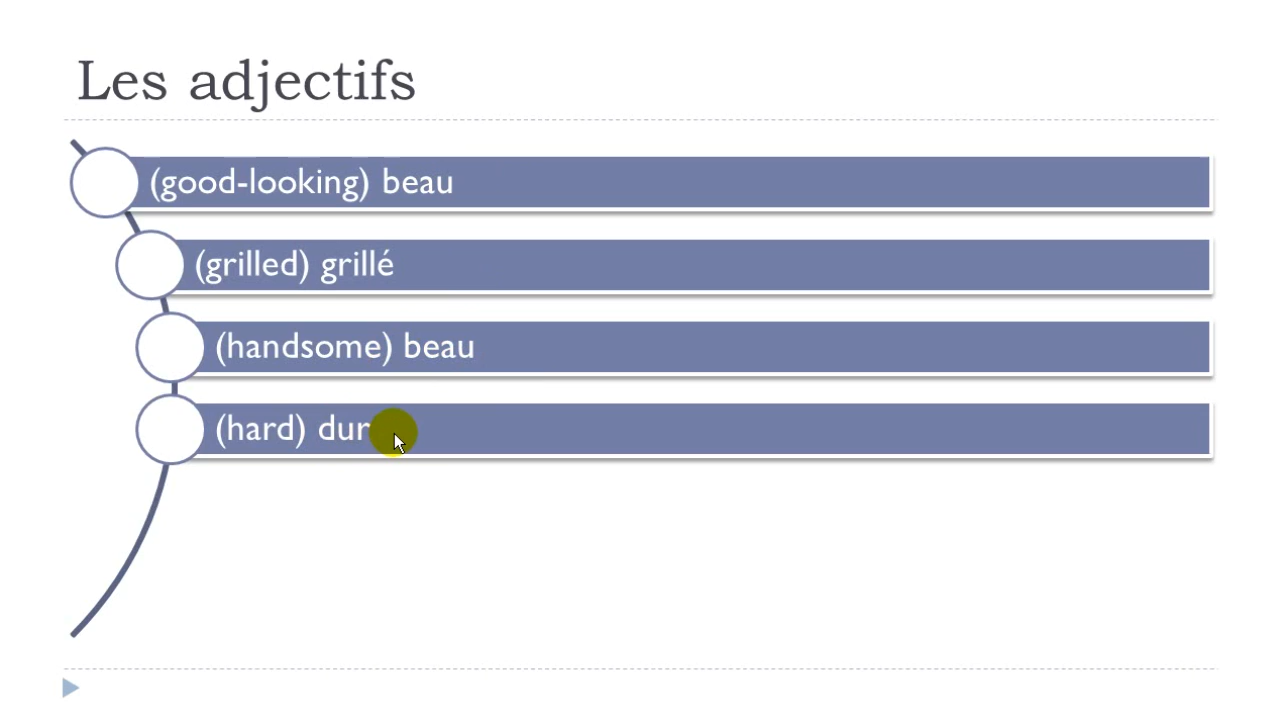 Les adjectifs
(good-looking) beau
(grilled) grillé
(handsome) beau
(hard) dur